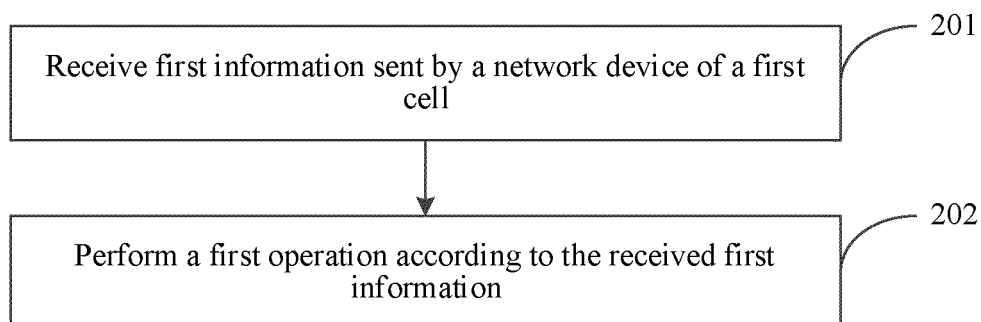 201
Receive first information sent by a network device of a first
cell
202
Perform a first operation according to the received first
information